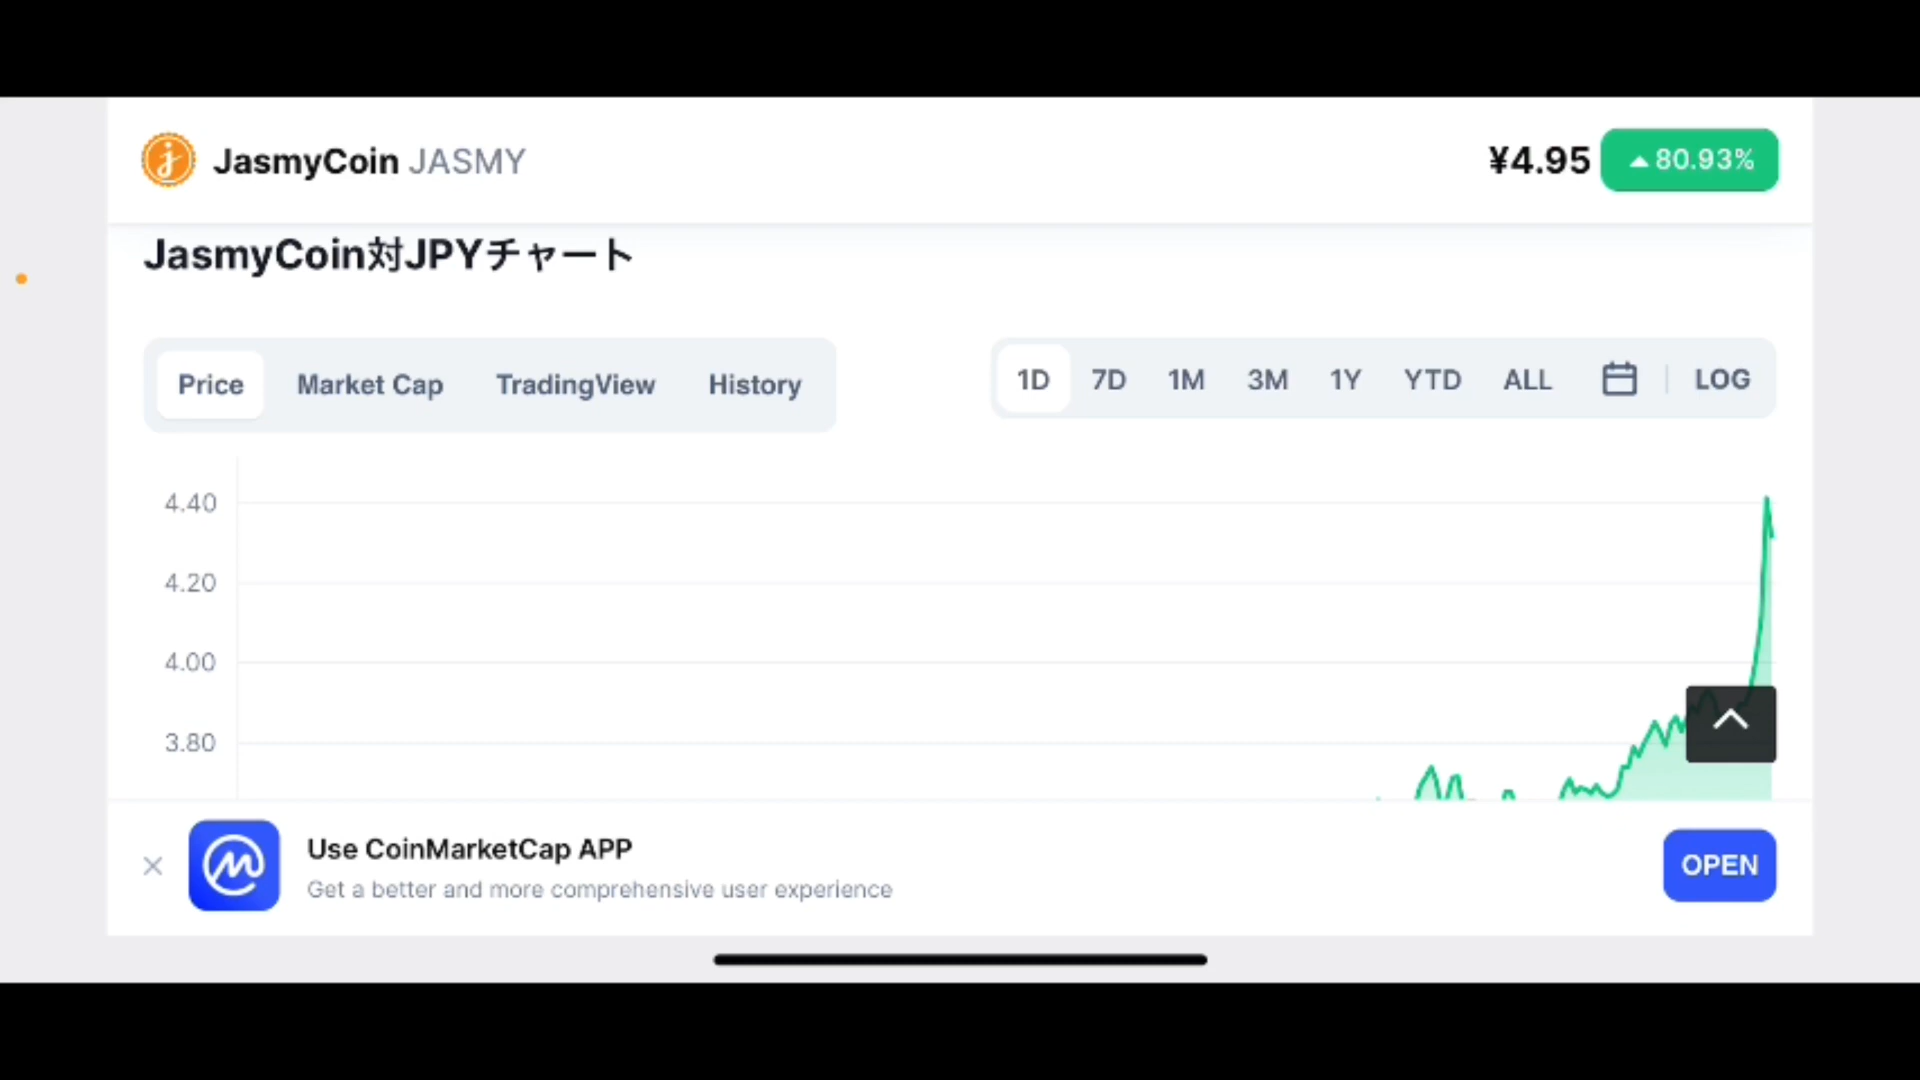 JasmyCoin JASMY
¥4.95 ▲80.93%
JasmyCoin対JPYチャート
Price Market Cap TradingView History
1D 7D 1M 3M 1Y YTD ALL LOG
4.40
4.20
4.00
3.80
Use CoinMarketCap APP
Get a better and more comprehensive user experience
OPEN